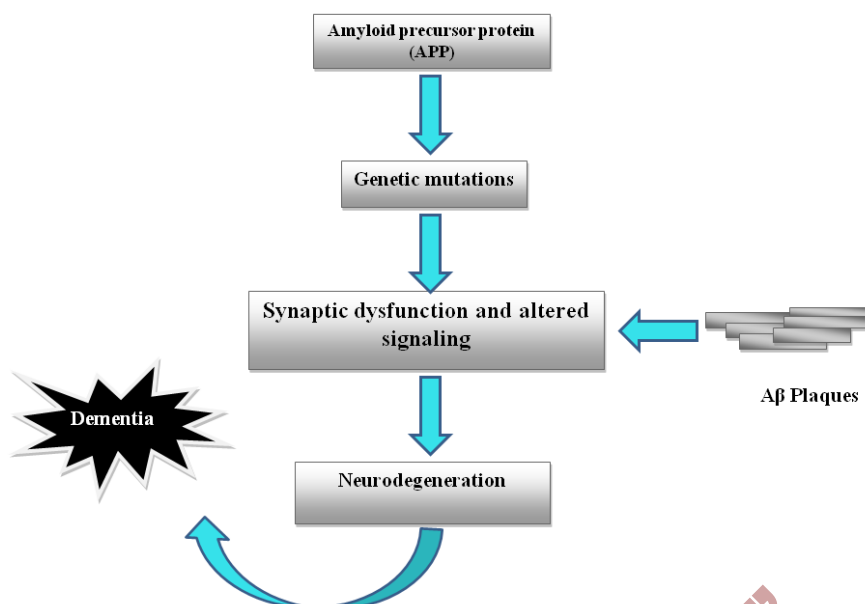 Amyloid precursor protein
(APP)
Genetic mutations
Synaptic dysfunction and altered
signaling
Aβ Plaques
Dementia
Neurodegeneration